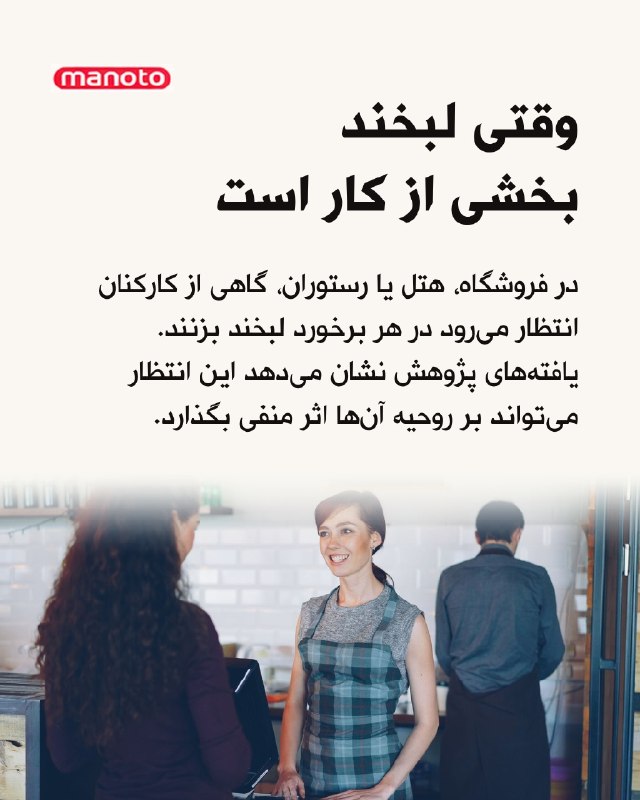 manoto
وقتی لبخند
بخشی از کار است
در فروشگاه، هتل یا رستوران، گاهی از کارکنان
انتظار می‌رود در هر برخورد لبخند بزنند.
یافته‌های پژوهش نشان می‌دهد این انتظار
می‌تواند بر روحیه آن‌ها اثر منفی بگذارد.